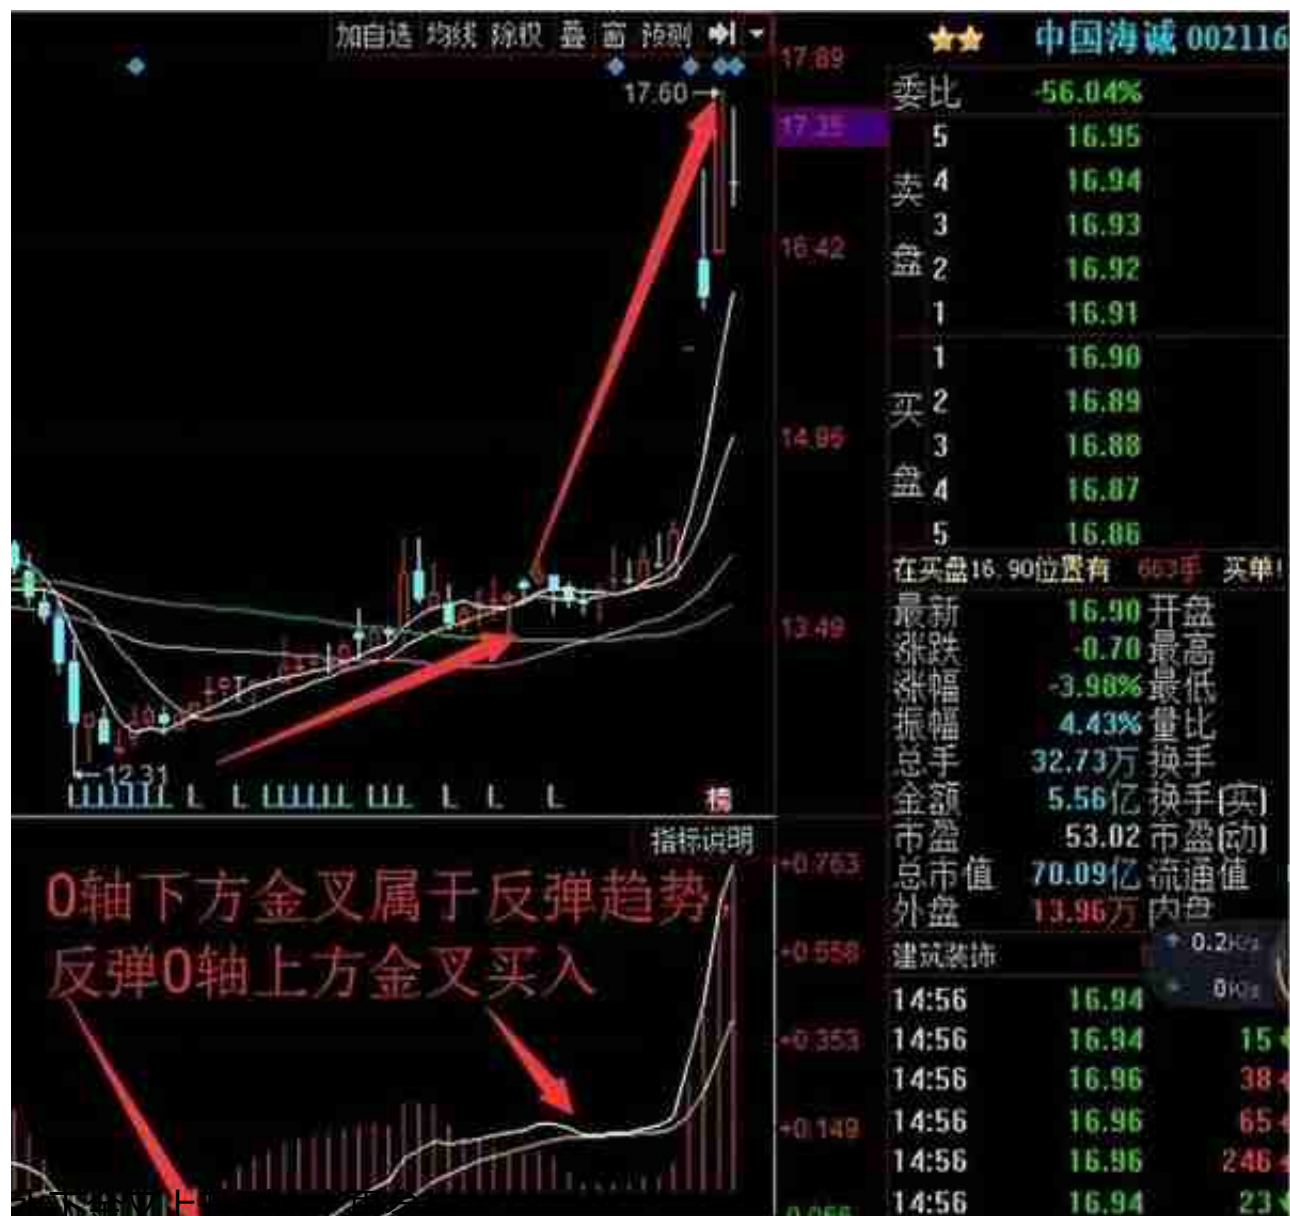 加自选 均线 除权 叠 窗 预测
中国海诚 002116
17.89
17.60
17.35
16.42
14.95
13.49
12.31
榜
委比 -56.04%
卖盘
5 16.95
4 16.94
3 16.93
2 16.92
1 16.91
买盘
1 16.90
2 16.89
3 16.88
4 16.87
5 16.86
在买盘16.90位置有 663手 买单!
最新 16.90 开盘
涨跌 -0.70 最高
涨幅 -3.98% 最低
振幅 4.43% 量比
总手 32.73万 换手
金额 5.56亿 换手(实)
市盈 53.02 市盈(动)
总市值 70.09亿 流通值
外盘 13.96万 内盘
建筑装饰
0.2K/s
0K/s
14:56 16.94
14:56 16.94 15
14:56 16.96 38
14:56 16.96 65
14:56 16.96 246
14:56 16.94 23
指标说明
+0.763
+0.558
+0.353
+0.149
0轴下方金叉属于反弹趋势
反弹0轴上方金叉买入